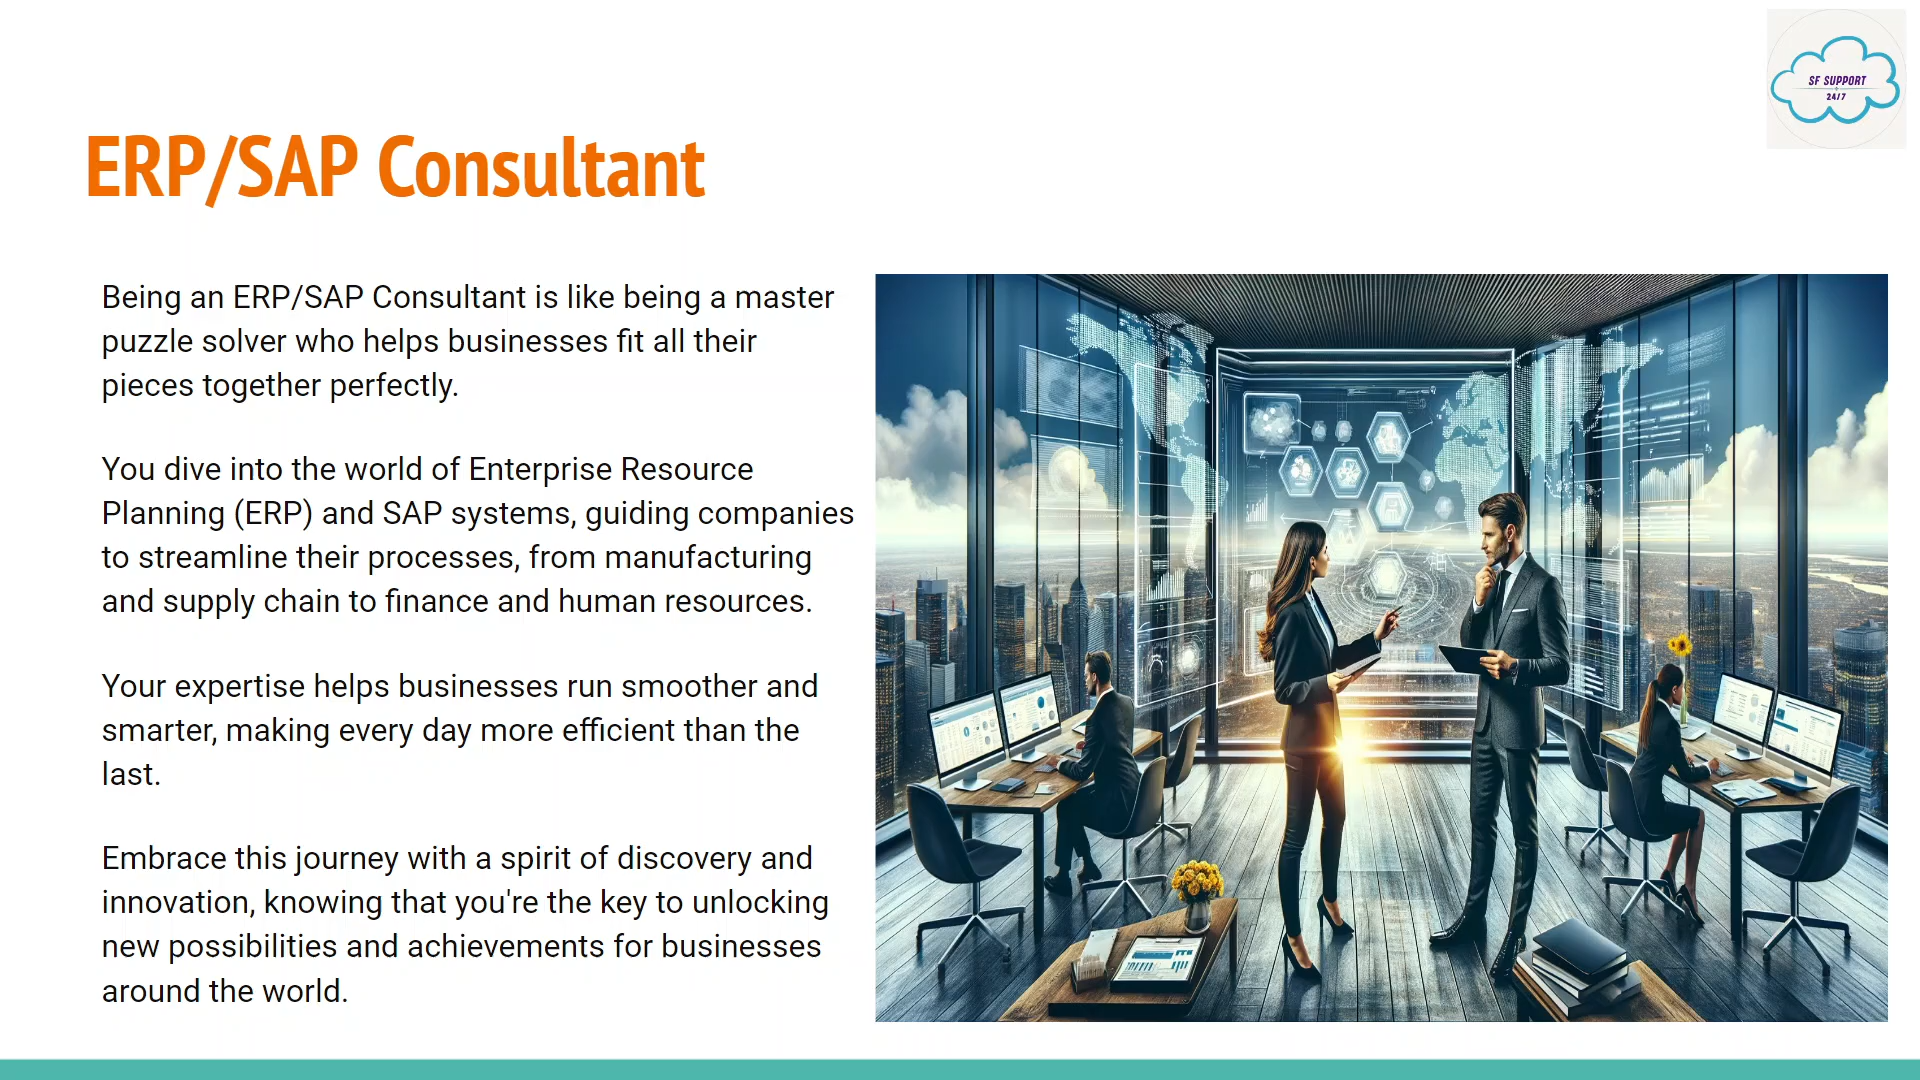 SF SUPPORT
24/7
ERP/SAP Consultant
Being an ERP/SAP Consultant is like being a master
puzzle solver who helps businesses fit all their
pieces together perfectly.
You dive into the world of Enterprise Resource
Planning (ERP) and SAP systems, guiding companies
to streamline their processes, from manufacturing
and supply chain to finance and human resources.
Your expertise helps businesses run smoother and
smarter, making every day more efficient than the
last.
Embrace this journey with a spirit of discovery and
innovation, knowing that you're the key to unlocking
new possibilities and achievements for businesses
around the world.